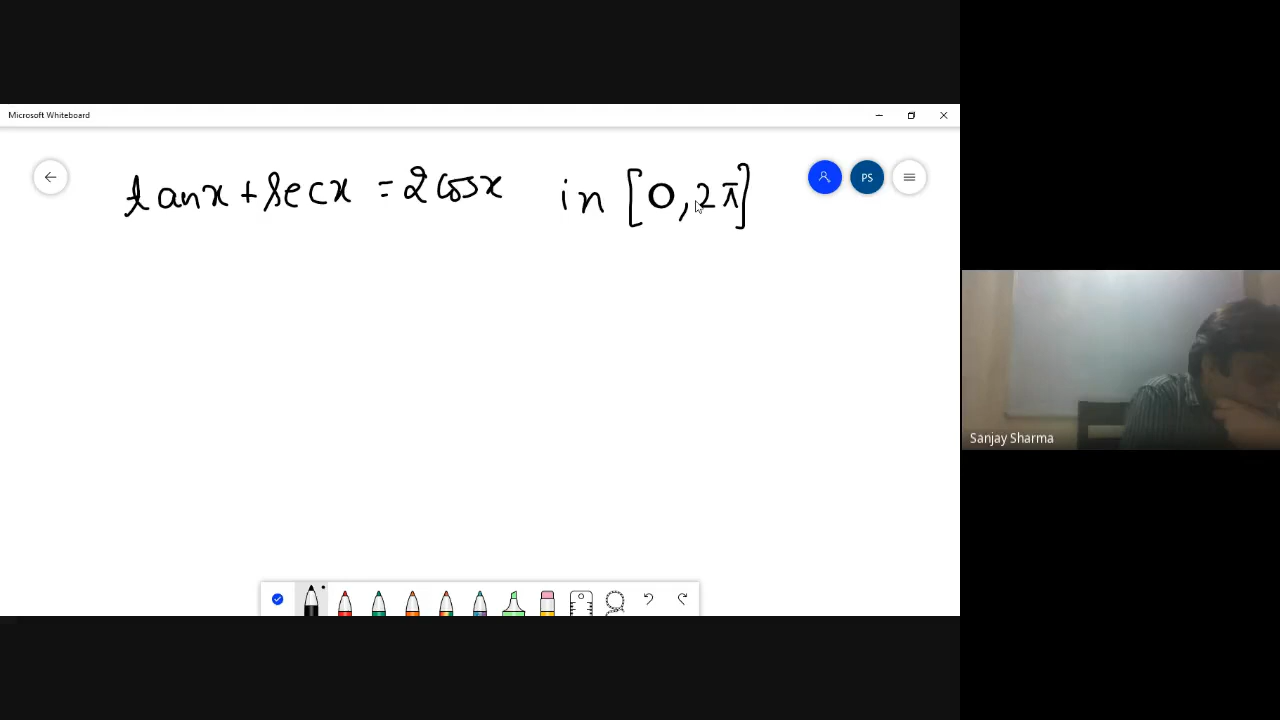 Microsoft Whiteboard
tanx + secx = 2cosx in [0, 2π]
PS
Sanjay Sharma